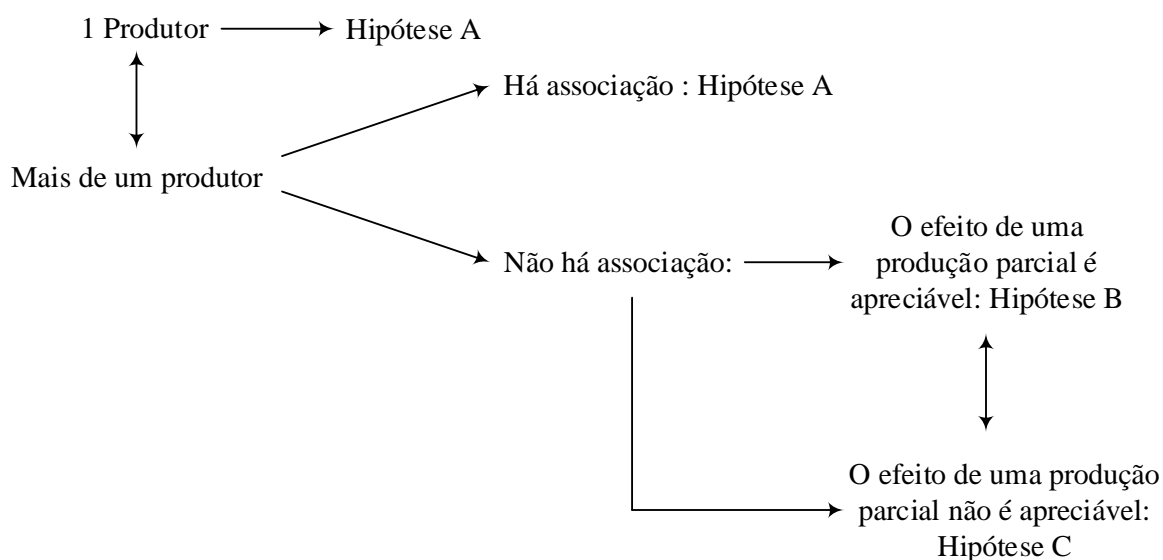 1 Produtor
Hipótese A
Há associação : Hipótese A
Mais de um produtor
Não há associação:
O efeito de uma
produção parcial é
apreciável: Hipótese B
O efeito de uma produção
parcial não é apreciável:
Hipótese C